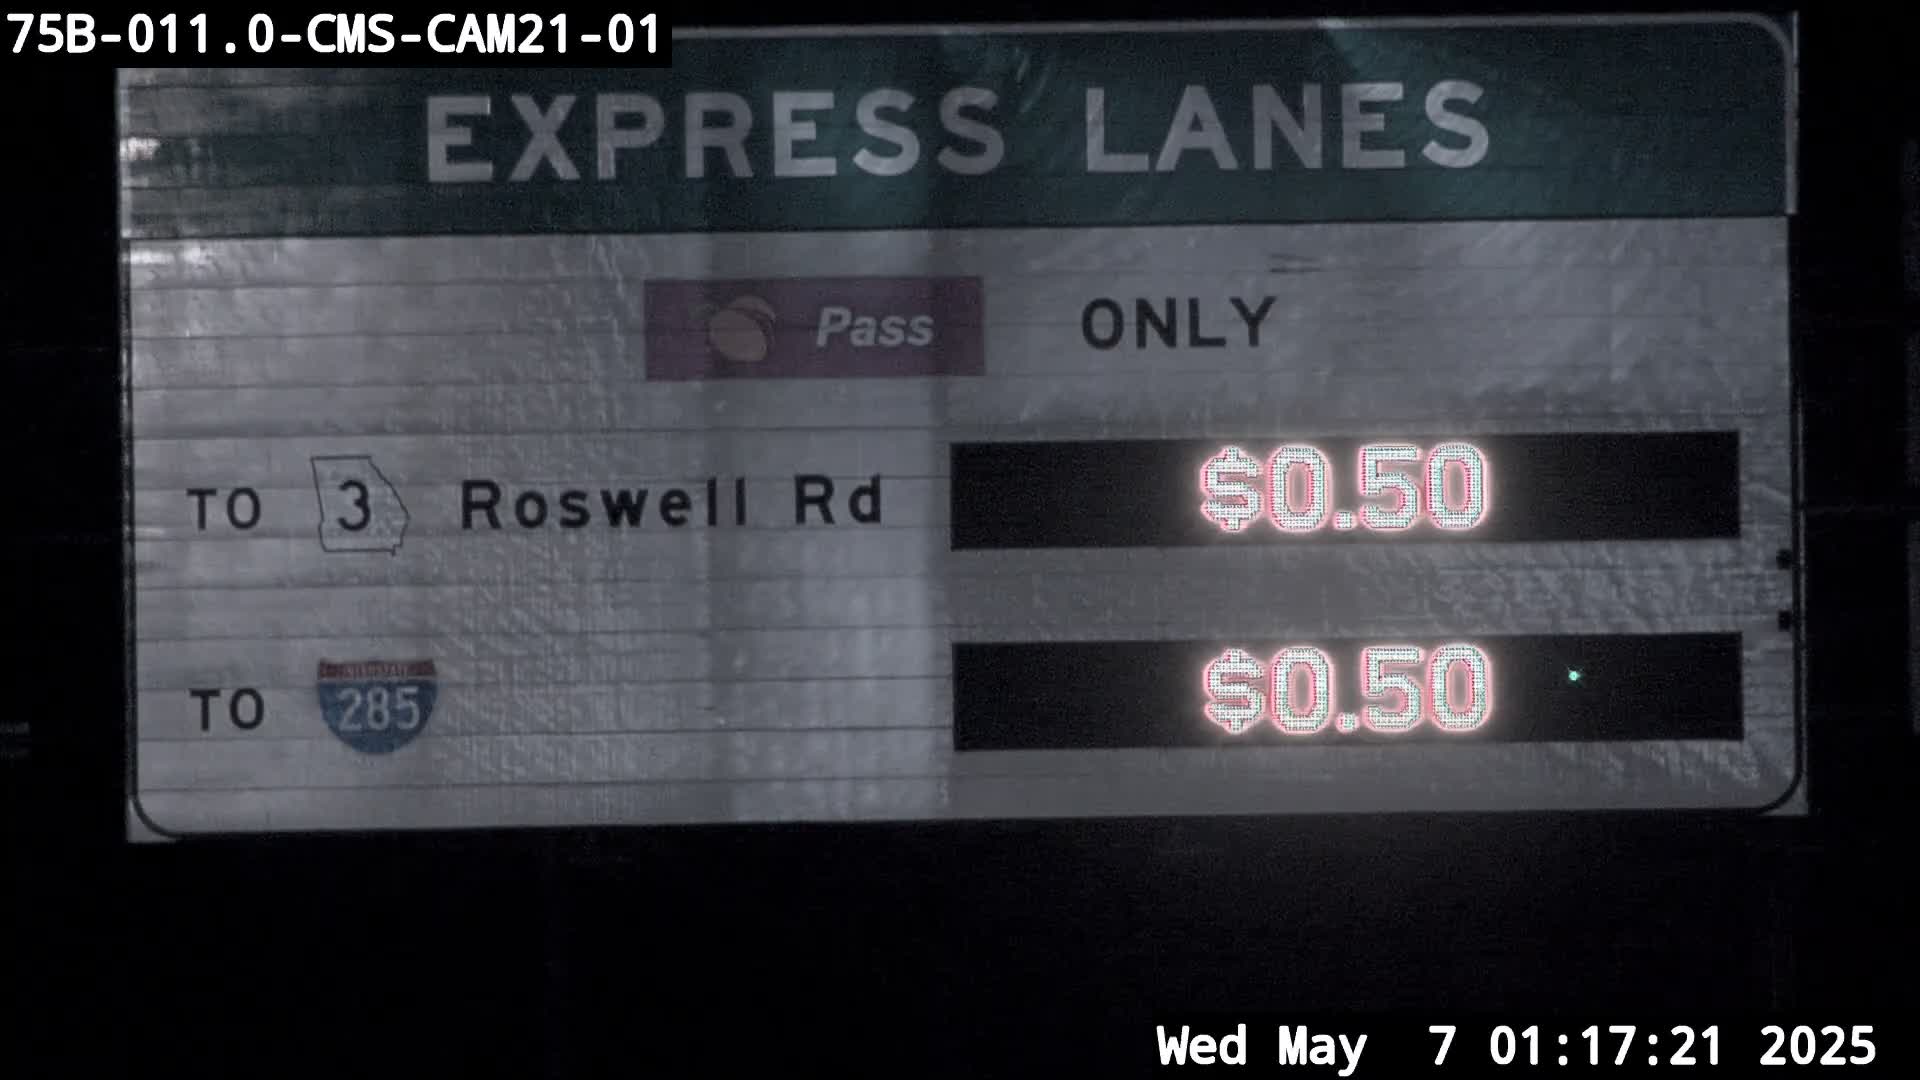 75B-011.0-CMS-CAM21-01
EXPRESS LANES
Pass ONLY
TO 3 Roswell Rd $0.50
INTERSTATE
TO 285 $0.50
Wed May 7 01:17:21 2025